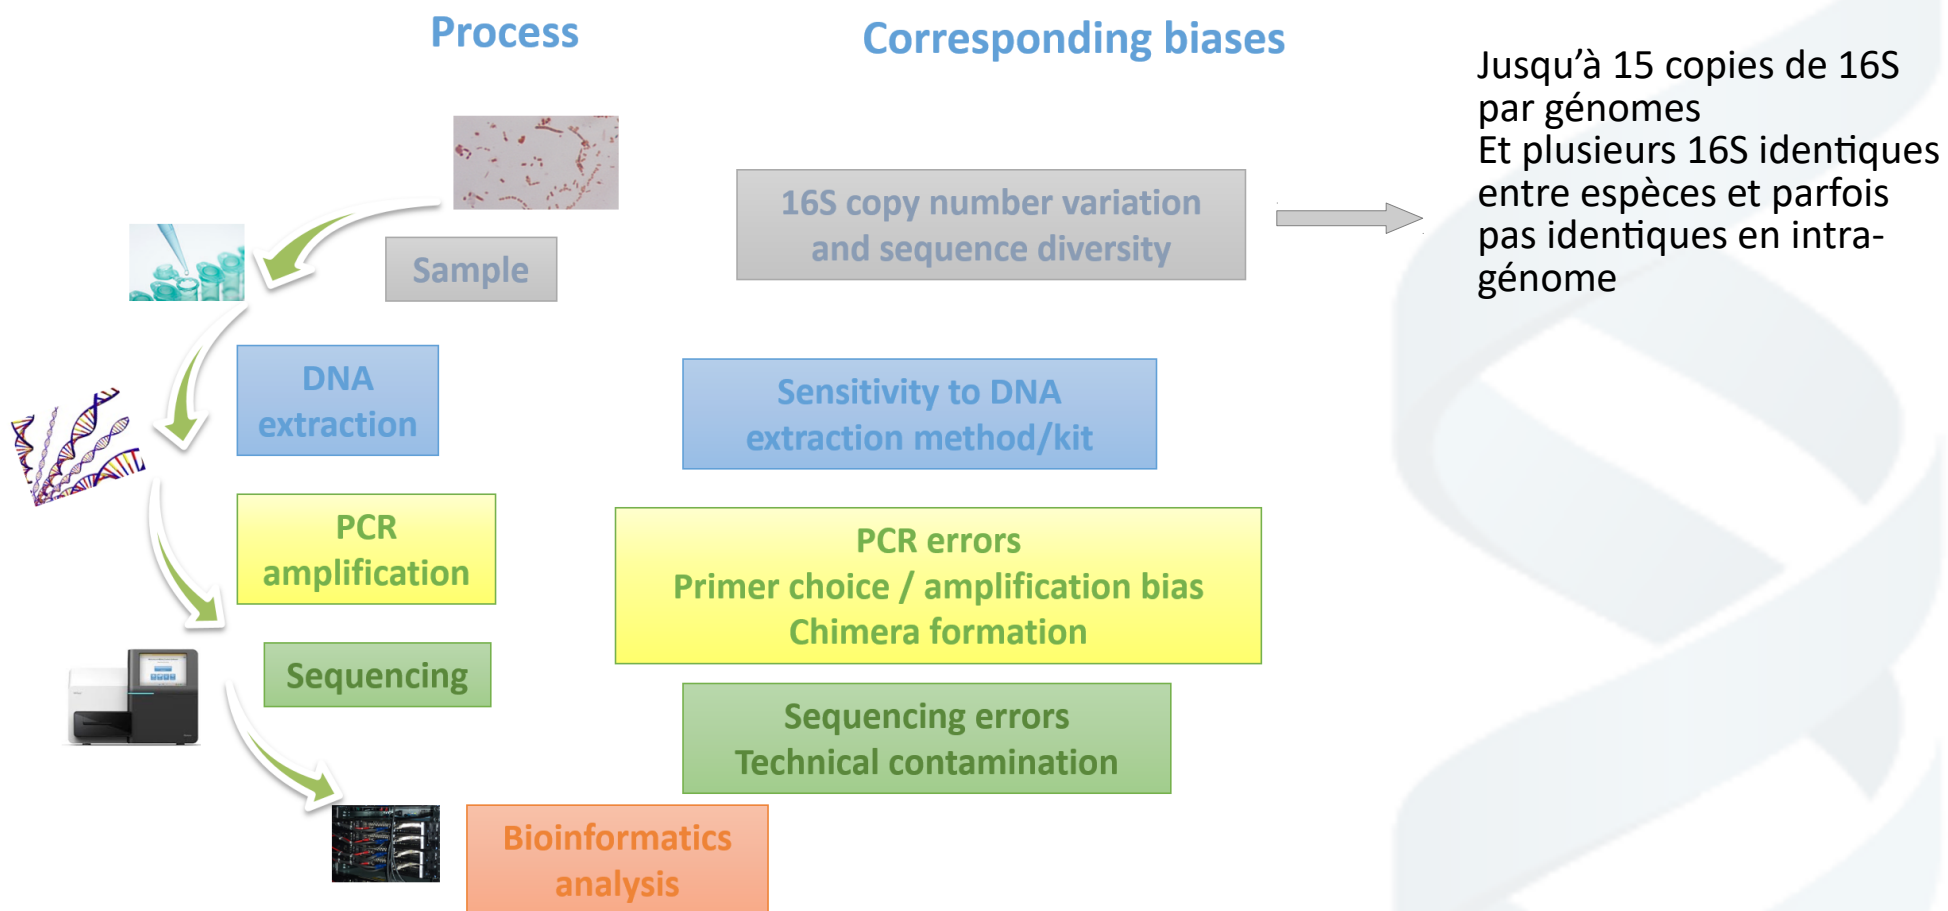 Process
Corresponding biases
Jusqu’à 15 copies de 16S
par génomes
Et plusieurs 16S identiques
entre espèces et parfois
pas identiques en intra-
génome
16S copy number variation
and sequence diversity
Sample
DNA
extraction
Sensitivity to DNA
extraction method/kit
PCR
amplification
PCR errors
Primer choice / amplification bias
Chimera formation
Sequencing
Sequencing errors
Technical contamination
Bioinformatics
analysis